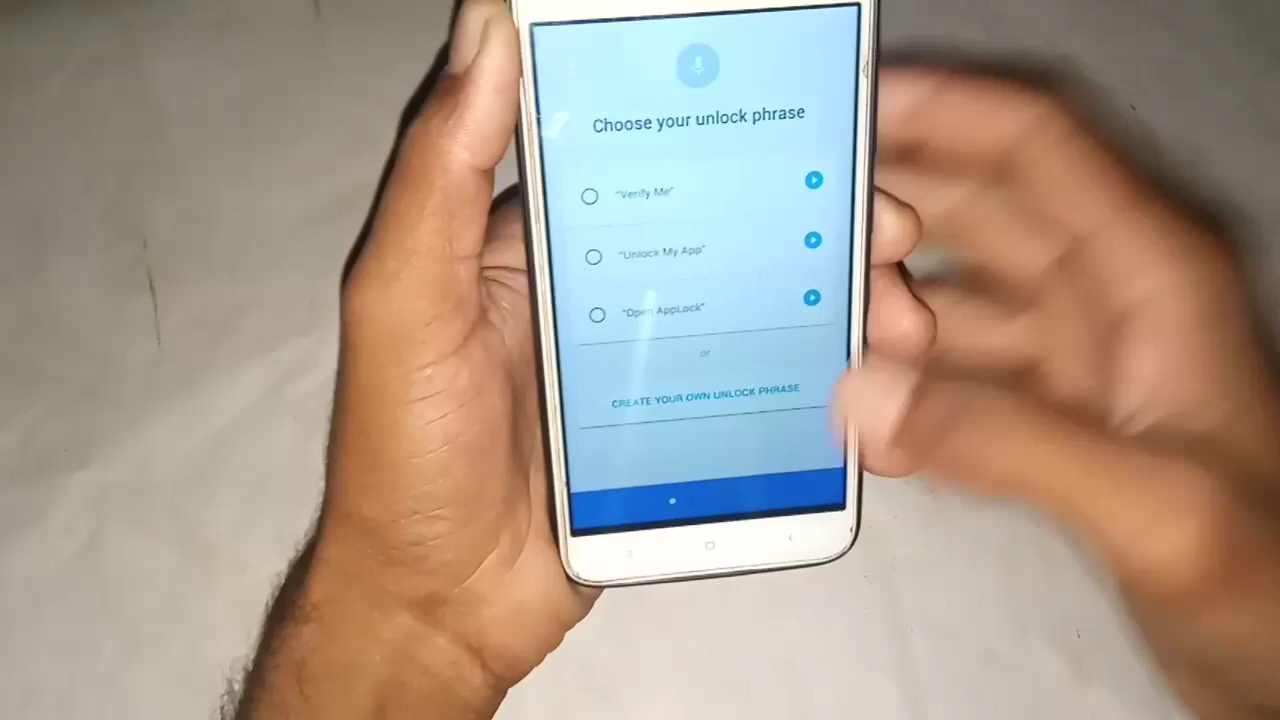 Choose your unlock phrase
"Verify Me"
"Unlock My App"
"Open AppLock"
or
CREATE YOUR OWN UNLOCK PHRASE